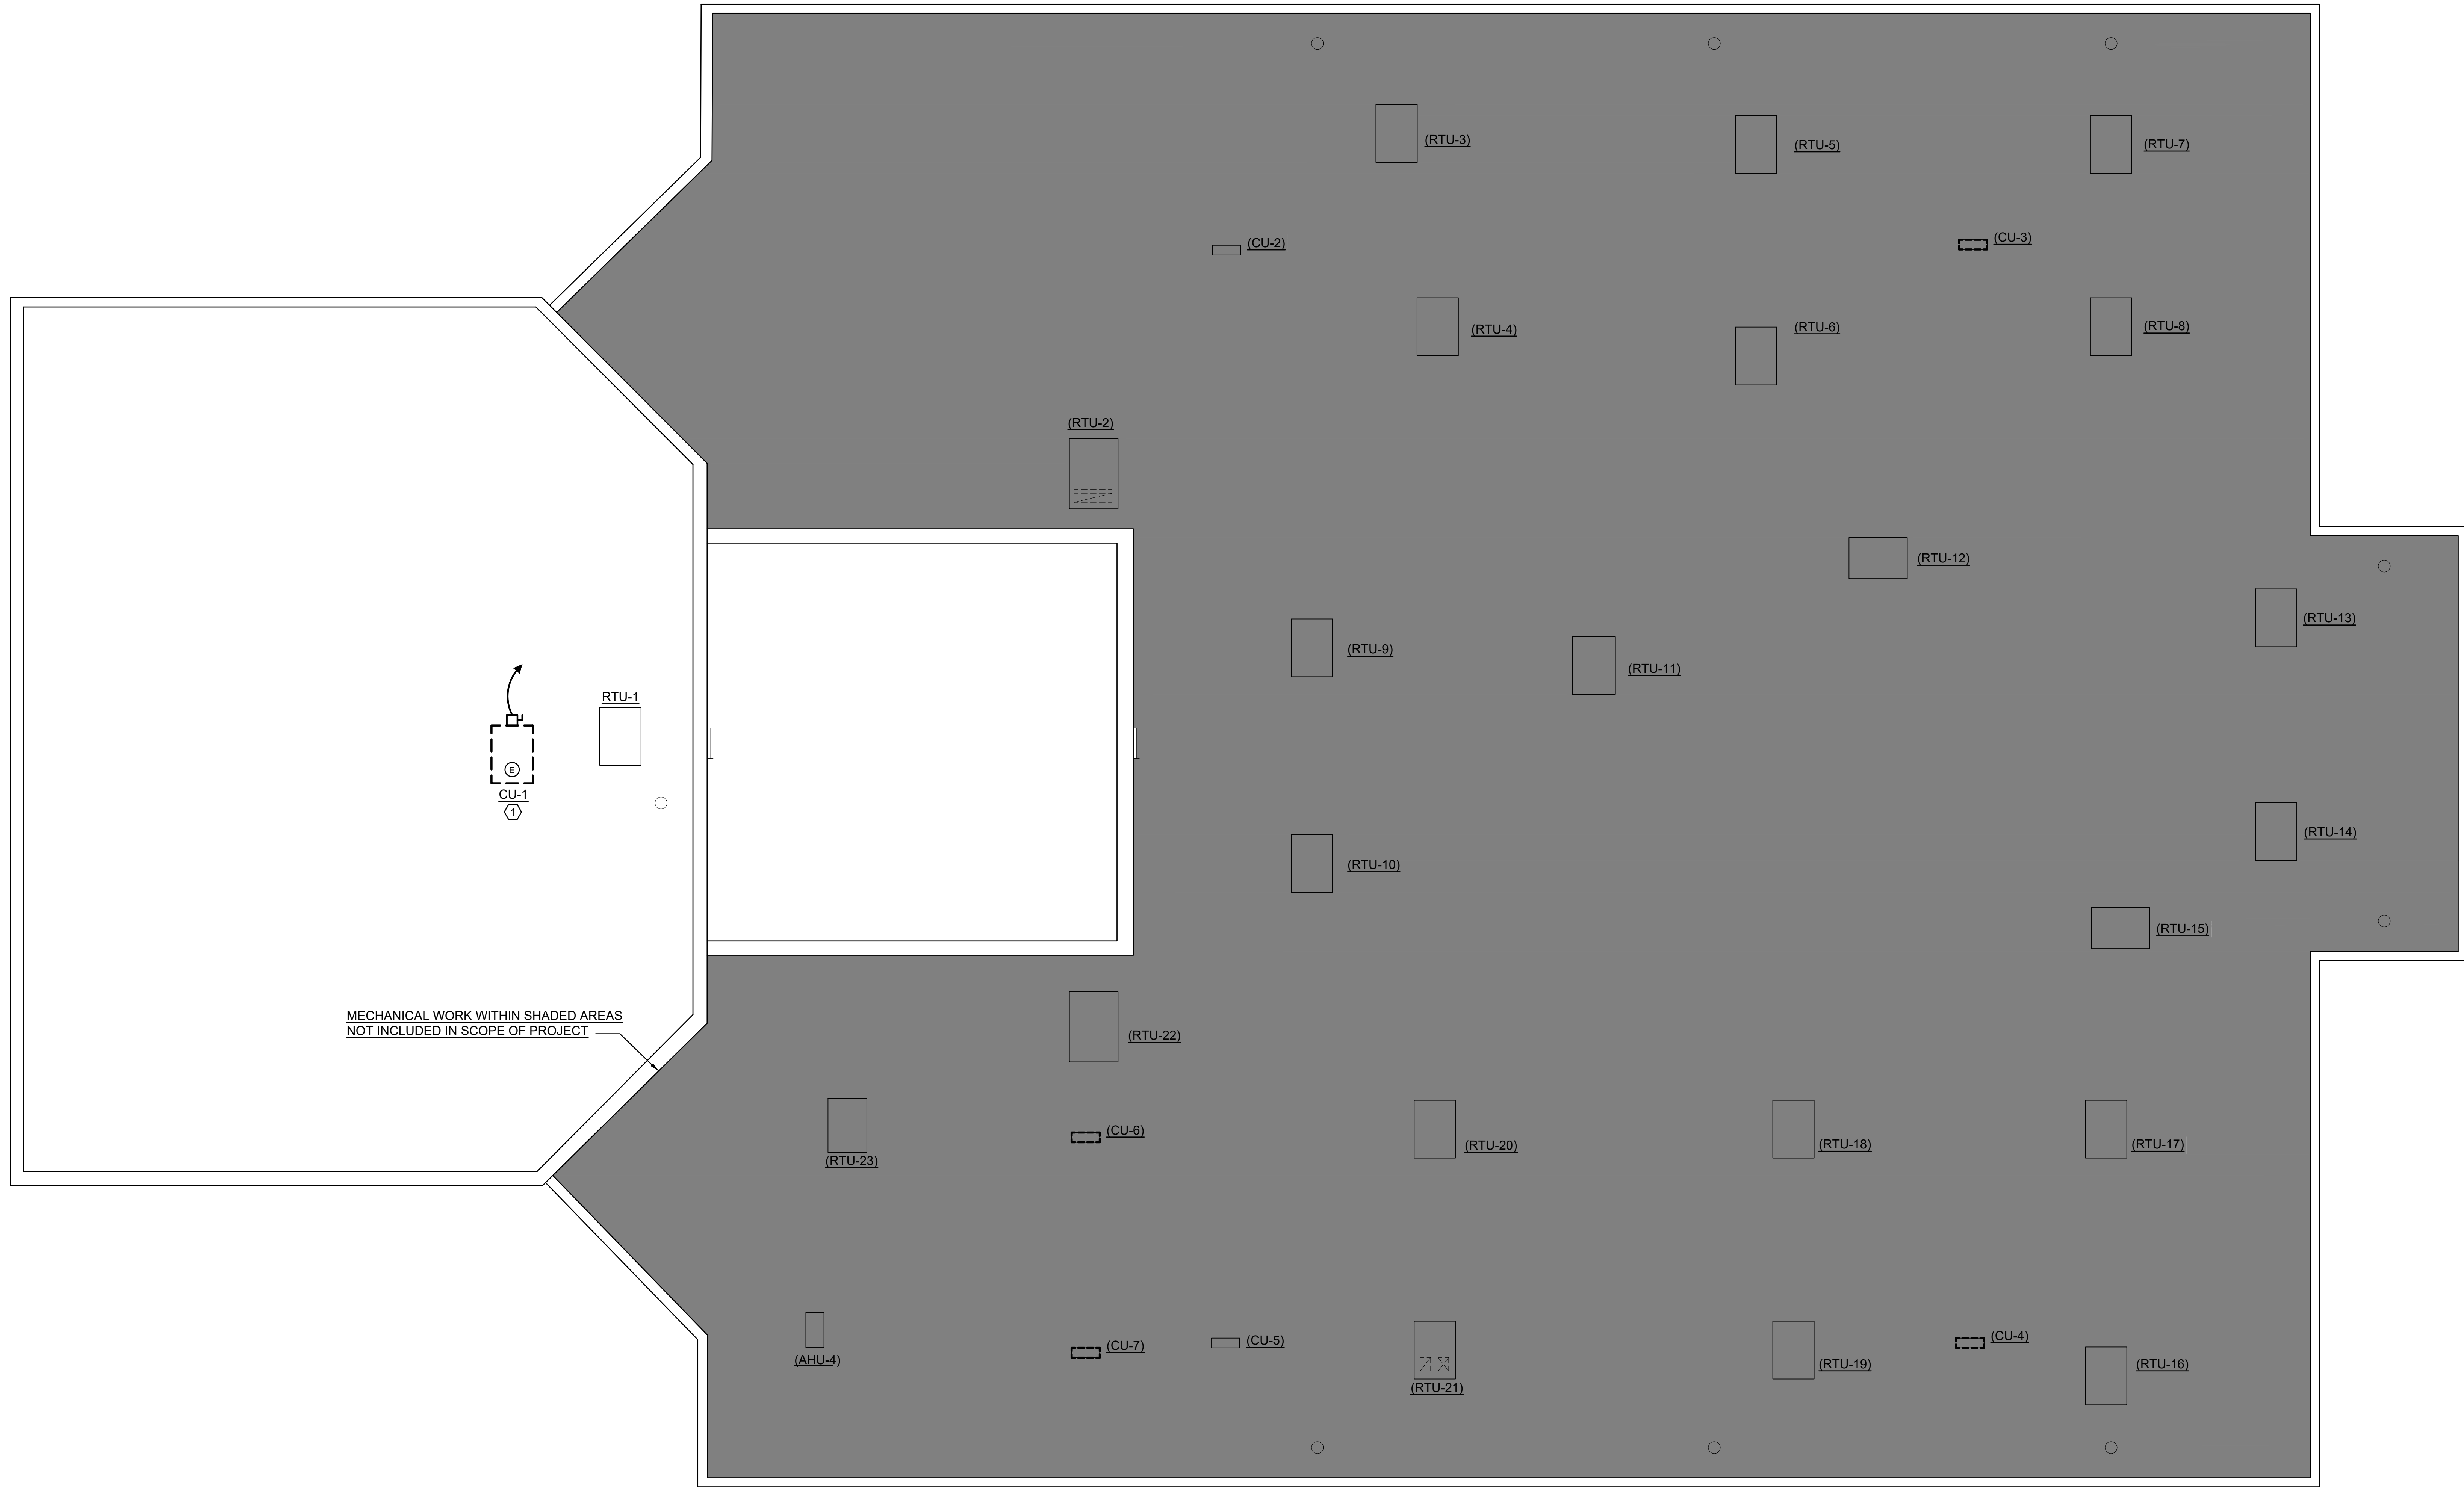 (RTU-3)
(RTU-5)
(RTU-7)
(CU-2)
(CU-3)
(RTU-4)
(RTU-6)
(RTU-8)
(RTU-2)
(RTU-12)
(RTU-13)
(RTU-9)
(RTU-11)
RTU-1
E
CU-1
1
(RTU-14)
(RTU-10)
(RTU-15)
MECHANICAL WORK WITHIN SHADED AREAS
NOT INCLUDED IN SCOPE OF PROJECT
(RTU-22)
(CU-6)
(RTU-20)
(RTU-18)
(RTU-17)
(RTU-23)
(CU-7)
(CU-5)
(CU-4)
(AHU-4)
(RTU-19)
(RTU-16)
(RTU-21)